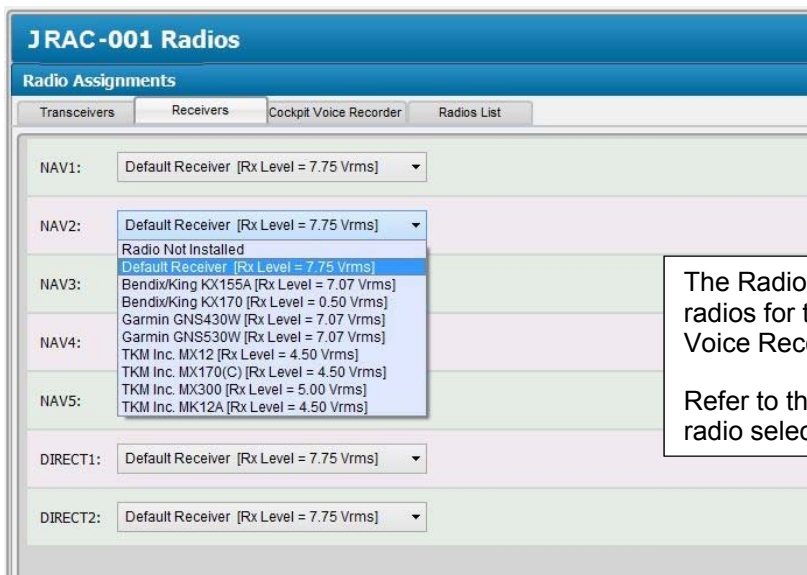 JRAC-001 Radios
Radio Assignments
Transceivers Receivers Cockpit Voice Recorder Radios List
NAV1: Default Receiver [Rx Level = 7.75 Vrms]
NAV2: Default Receiver [Rx Level = 7.75 Vrms]
Radio Not Installed
Default Receiver [Rx Level = 7.75 Vrms]
Bendix/King KX155A [Rx Level = 7.07 Vrms]
Bendix/King KX170 [Rx Level = 0.50 Vrms]
Garmin GNS430W [Rx Level = 7.07 Vrms]
Garmin GNS530W [Rx Level = 7.07 Vrms]
TKM Inc. MX12 [Rx Level = 4.50 Vrms]
TKM Inc. MX170(C) [Rx Level = 4.50 Vrms]
TKM Inc. MX300 [Rx Level = 5.00 Vrms]
TKM Inc. MK12A [Rx Level = 4.50 Vrms]
NAV3:
NAV4:
NAV5:
DIRECT1: Default Receiver [Rx Level = 7.75 Vrms]
DIRECT2: Default Receiver [Rx Level = 7.75 Vrms]
The Radio
radios for
Voice
Refer to
radio